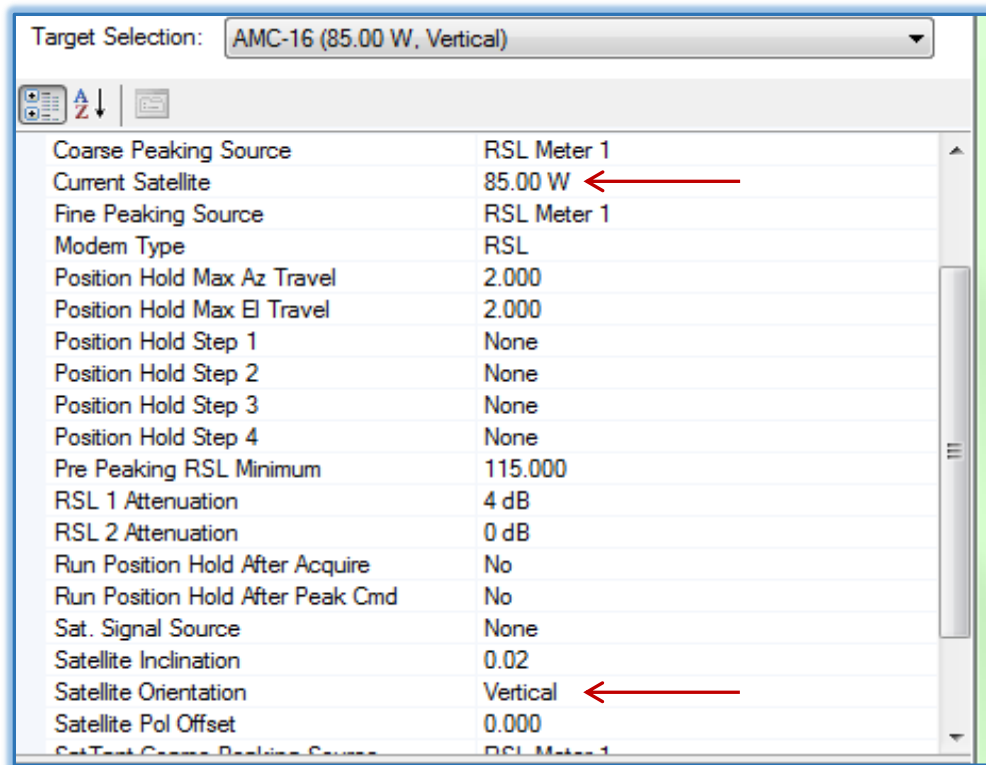 Target Selection: AMC-16 (85.00 W, Vertical)
A
Z
Coarse Peaking Source RSL Meter 1
Current Satellite 85.00 W
Fine Peaking Source RSL Meter 1
Modem Type RSL
Position Hold Max Az Travel 2.000
Position Hold Max El Travel 2.000
Position Hold Step 1 None
Position Hold Step 2 None
Position Hold Step 3 None
Position Hold Step 4 None
Pre Peaking RSL Minimum 115.000
RSL 1 Attenuation 4 dB
RSL 2 Attenuation 0 dB
Run Position Hold After Acquire No
Run Position Hold After Peak Cmd No
Sat. Signal Source None
Satellite Inclination 0.02
Satellite Orientation Vertical
Satellite Pol Offset 0.000
RSL Meter 1